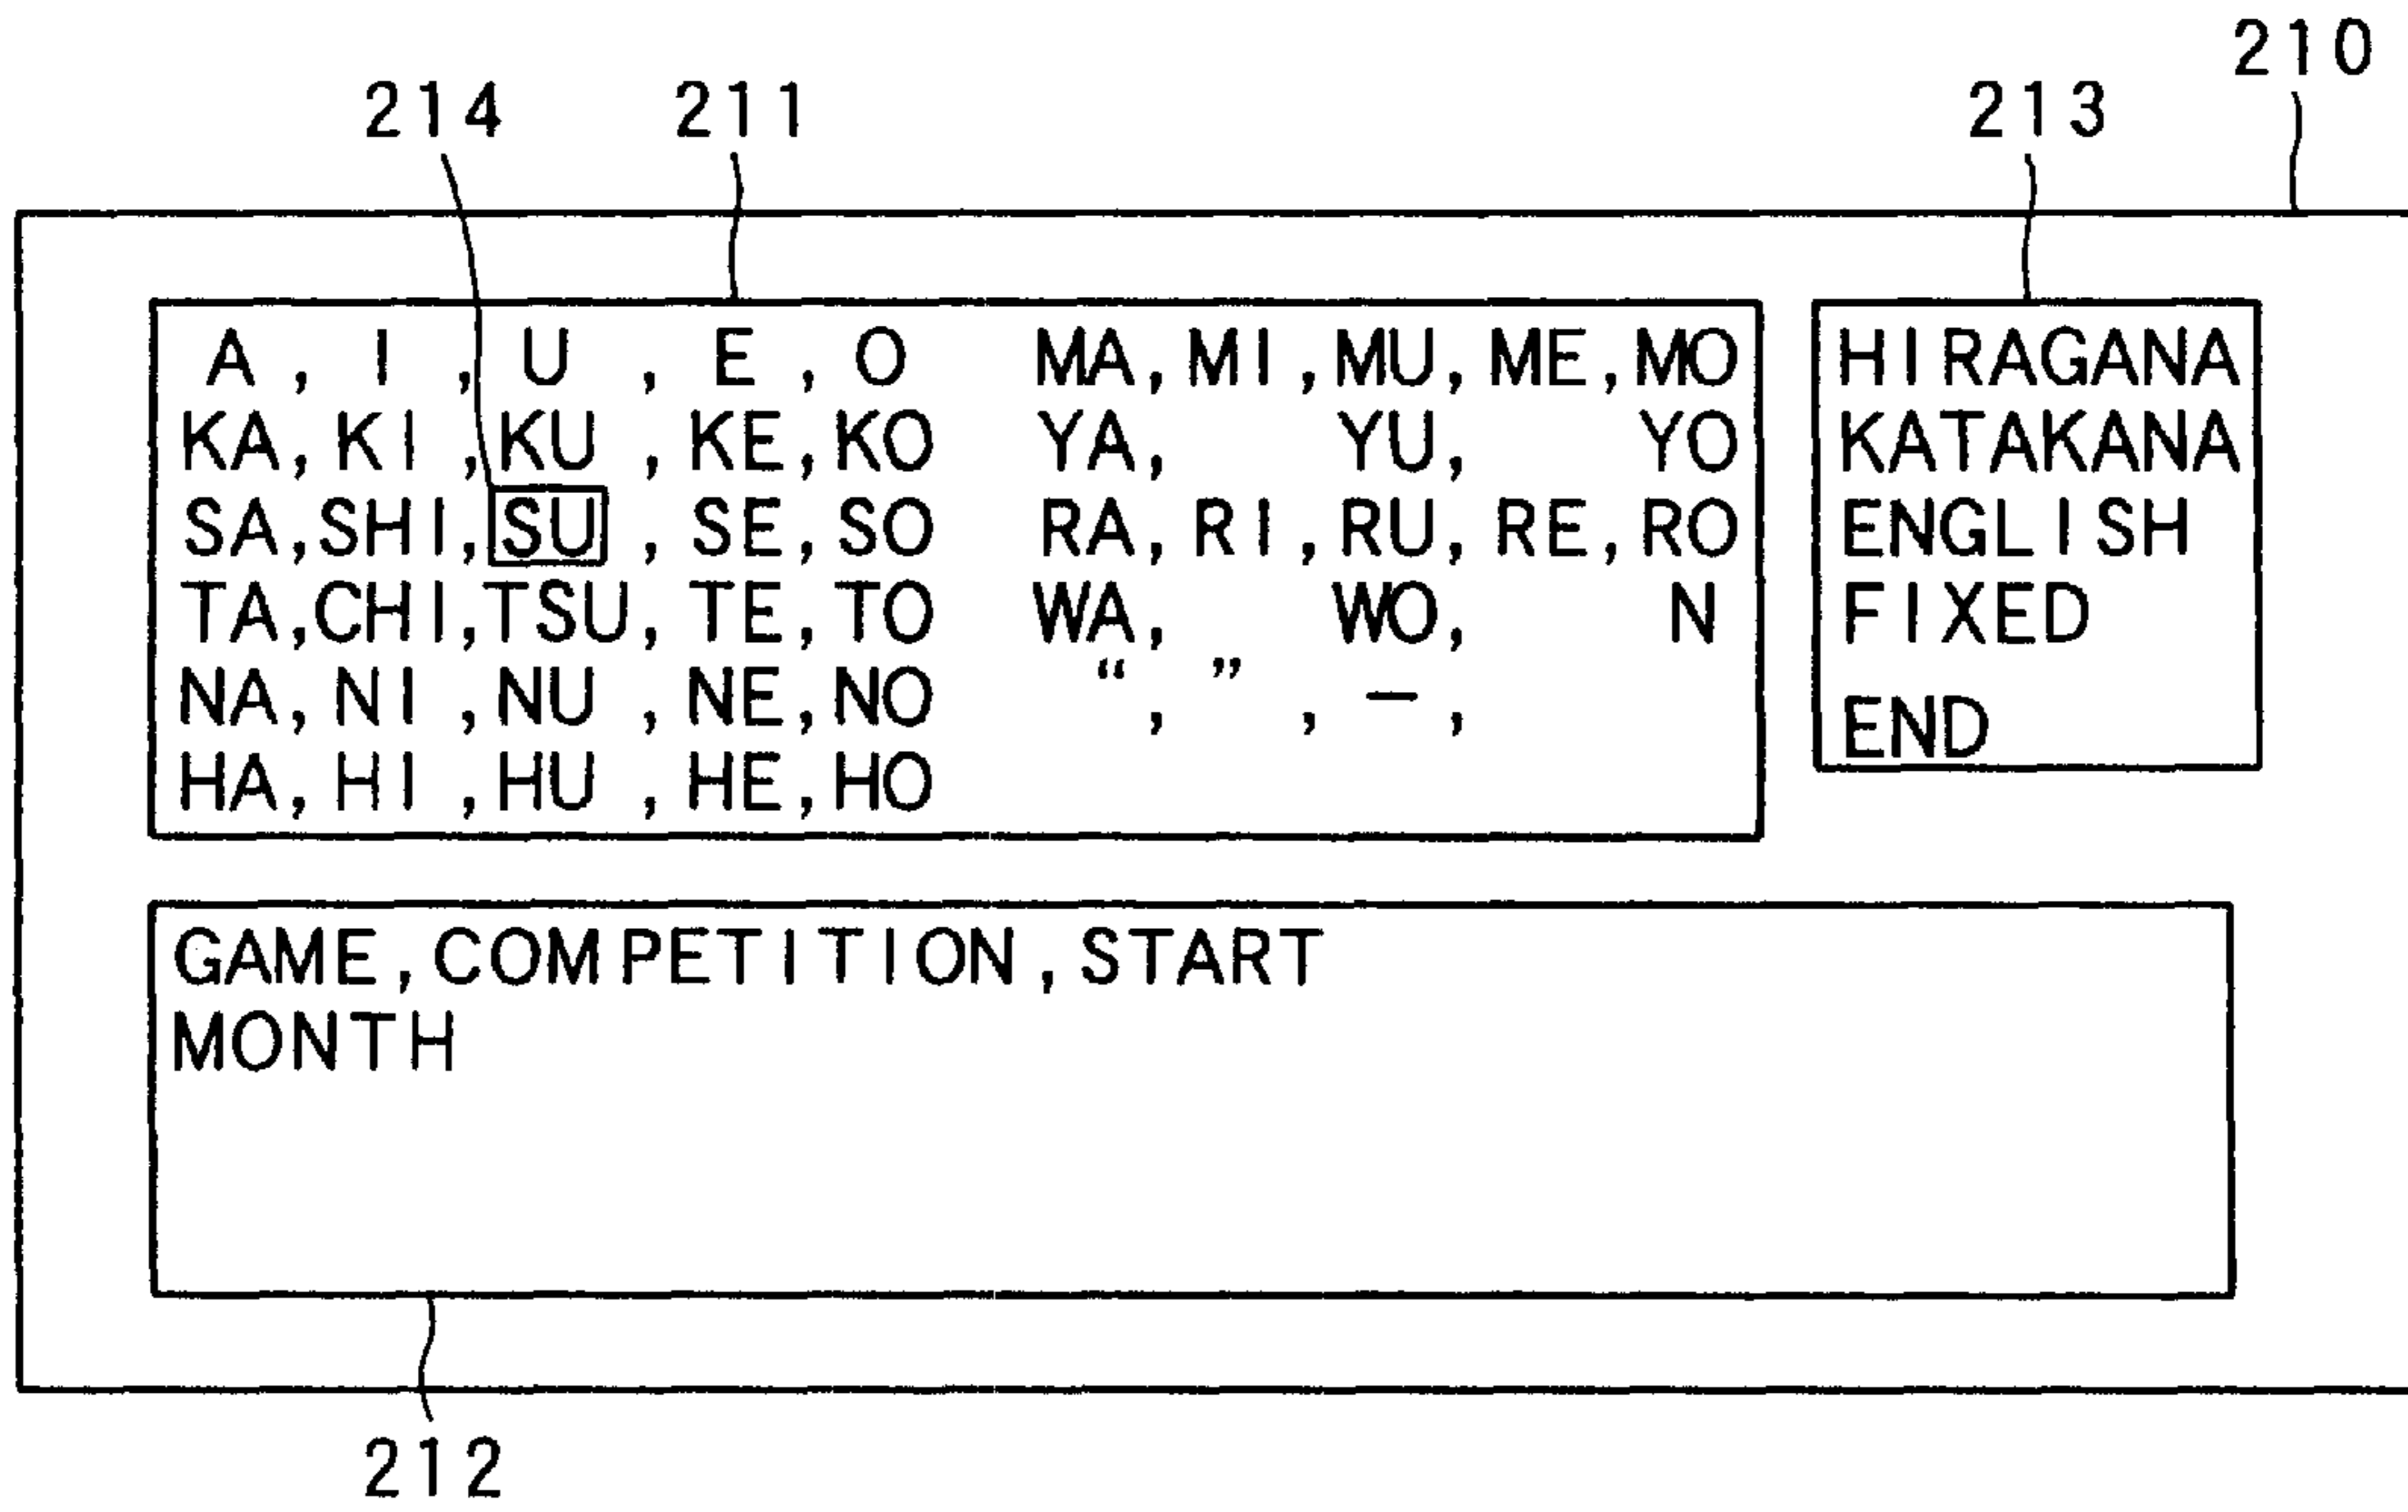 210
214 211 213
A , I , U , E , O MA, MI, MU, ME, MO
KA, KI , KU , KE, KO YA, YU, YO
SA, SHI, SU , SE, SO RA, RI, RU, RE, RO
TA, CHI, TSU, TE, TO WA, WO, N
NA, NI , NU , NE, NO “, ”, —,
HA, HI , HU , HE, HO
HIRAGANA
KATAKANA
ENGLISH
FIXED
END
GAME, COMPETITION, START
MONTH
212